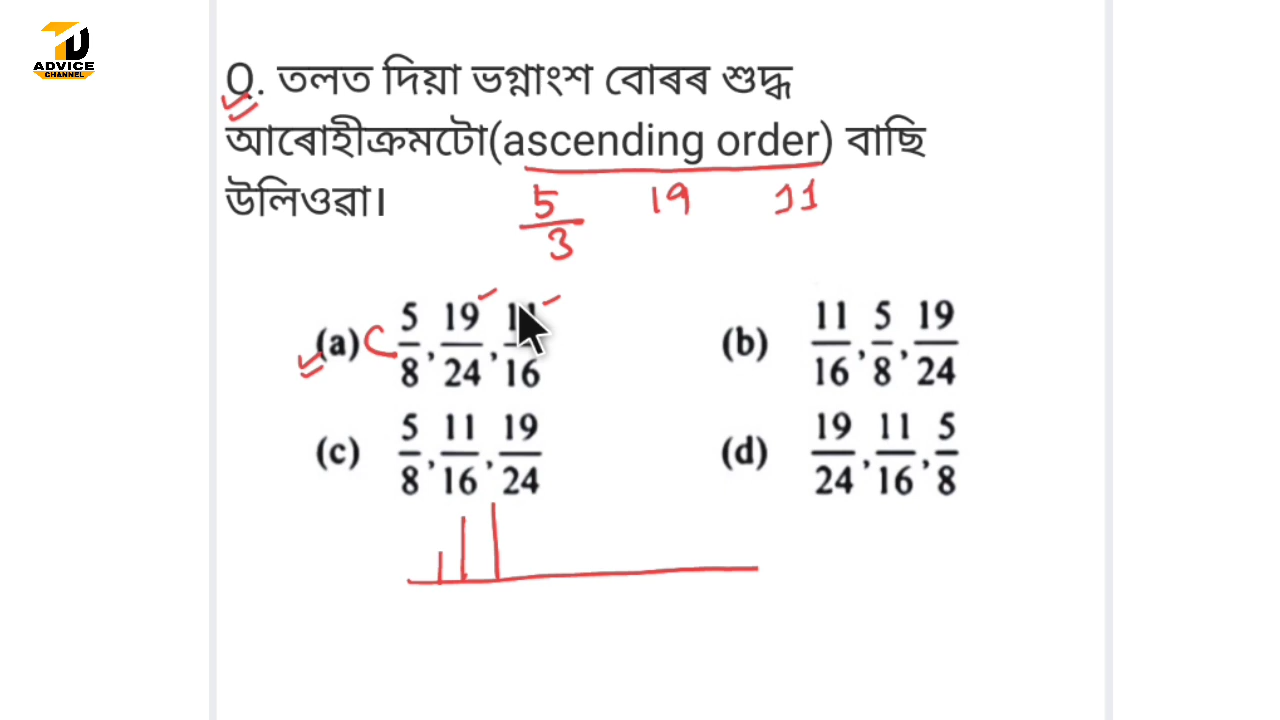 TD
ADVICE
CHANNEL
Q. তলত দিয়া ভগ্নাংশ বোৰৰ শুদ্ধ
আৰোহীক্ৰমটো(ascending order) বাছি
উলিওৱা।
5/3 19 11
(a) 5/8, 19/24, 11/16
(b) 11/16, 5/8, 19/24
(c) 5/8, 11/16, 19/24
(d) 19/24, 11/16, 5/8